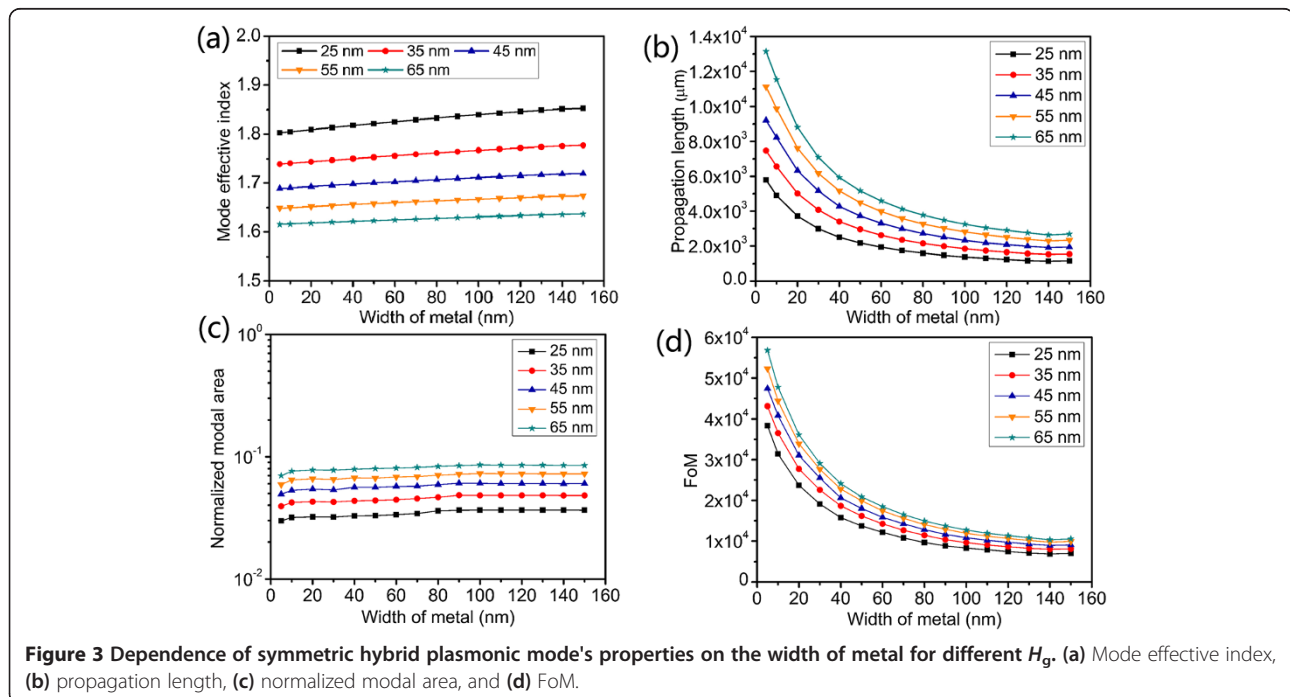 (a)
25 nm 35 nm 45 nm
55 nm 65 nm
Mode effective index
2.0
1.9
1.8
1.7
1.6
1.5
0 20 40 60 80 100 120 140 160
Width of metal (nm)
(b)
25 nm
35 nm
45 nm
55 nm
65 nm
Propagation length (μm)
1.4x10⁴
1.2x10⁴
1.0x10⁴
8.0x10³
6.0x10³
4.0x10³
2.0x10³
0.0
0 20 40 60 80 100 120 140 160
Width of metal (nm)
(c)
25 nm
35 nm
45 nm
55 nm
65 nm
Normalized modal area
10⁰
10⁻¹
10⁻²
0 20 40 60 80 100 120 140 160
Width of metal (nm)
(d)
25 nm
35 nm
45 nm
55 nm
65 nm
FoM
6x10⁴
5x10⁴
4x10⁴
3x10⁴
2x10⁴
1x10⁴
0
0 20 40 60 80 100 120 140 160
Width of metal (nm)
Figure 3 Dependence of symmetric hybrid plasmonic mode's properties on the width of metal for different Hg. (a) Mode effective index,
(b) propagation length, (c) normalized modal area, and (d) FoM.